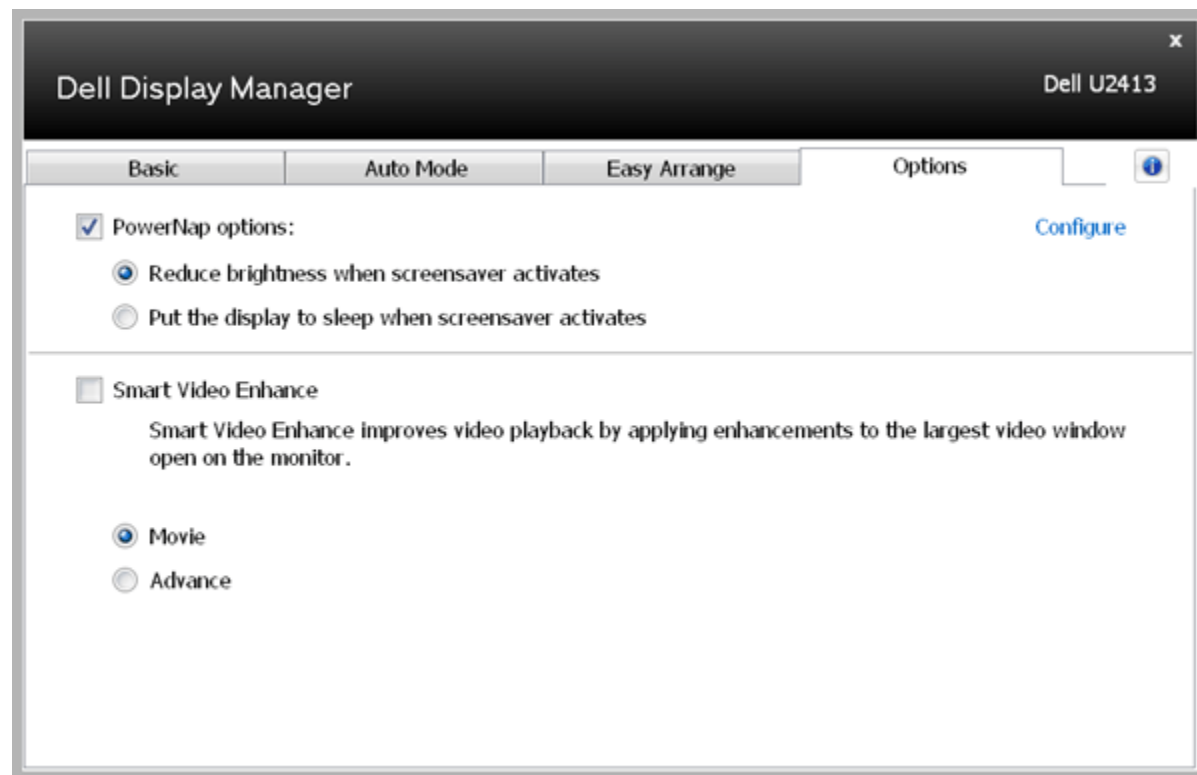 x
Dell Display Manager
Dell U2413
Basic
Auto Mode
Easy Arrange
Options
i
PowerNap options:
Configure
Reduce brightness when screensaver activates
Put the display to sleep when screensaver activates
Smart Video Enhance
Smart Video Enhance improves video playback by applying enhancements to the largest video window
open on the monitor.
Movie
Advance